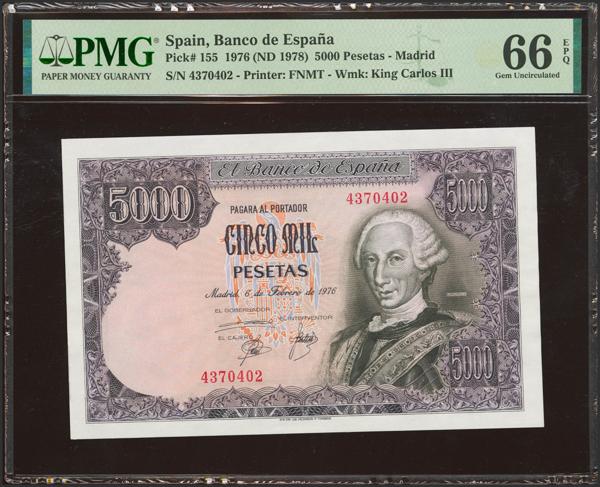 PMG
PAPER MONEY GUARANTY
Spain, Banco de España
Pick# 155 1976 (ND 1978) 5000 Pesetas - Madrid
S/N 4370402 - Printer: FNMT - Wmk: King Carlos III
66 EPQ
Gem Uncirculated
El Banco de España
5000
5000
PAGARA AL PORTADOR
4370402
CINCO MIL
PESETAS
Madrid, 6 de Febrero de 1976
EL GOBERNADOR
EL INTERVENTOR
EL CAJERO
4370402
5000